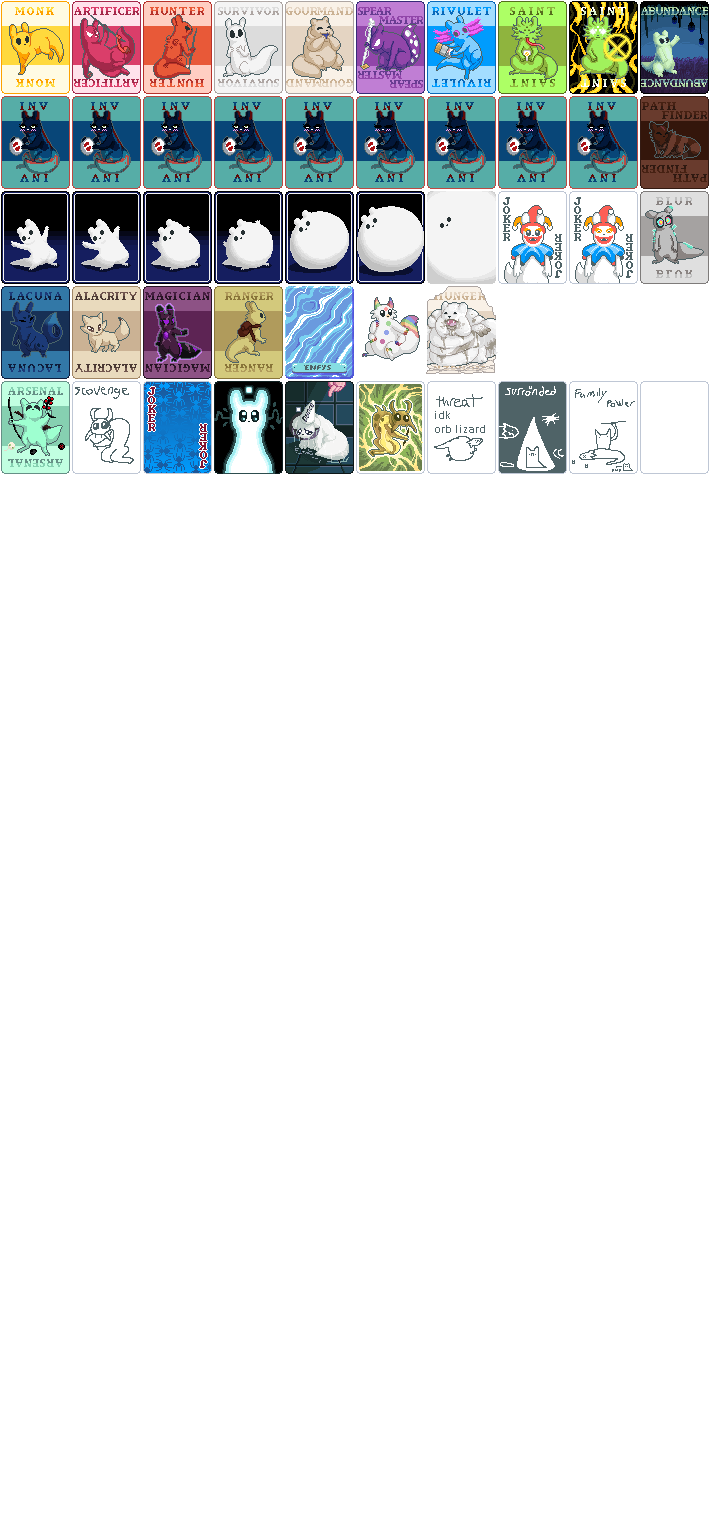 MONK ARTIFICER HUNTER SURVIVOR GOURMAND SPEAR MASTER RIVULET SAINT SAINT ABUNDANCE
MONK ARTIFICER HUNTER SURVIVOR GOURMAND SPEAR MASTER RIVULET SAINT SAINT ABUNDANCE
INV INV INV INV INV INV INV INV INV PATH FINDER
INV INV INV INV INV INV INV INV INV PATH FINDER
JOKER JOKER BLUR
JOKER JOKER BLUR
LACUNA ALACRITY MAGICIAN RANGER HUNGER
LACUNA ALACRITY MAGICIAN RANGER ENFYS
ARSENAL Scovenge JOKER threat Surrounded Family Power
idk
orb lizard
ARSENAL JOKER